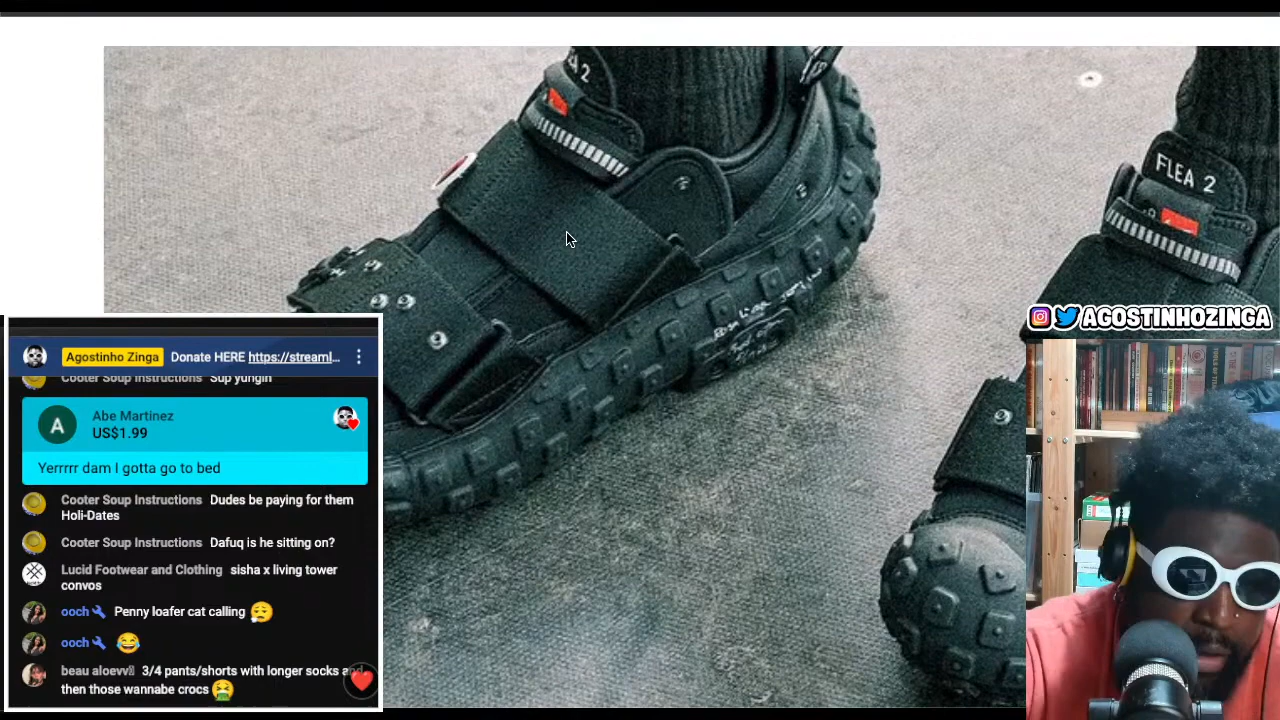 FLEA 2
Agostinho Zinga Donate HERE https://streaml...
Cooter Soup Instructions Sup yungin
A
Abe Martinez
US$1.99
Yerrrrr dam I gotta go to bed
Cooter Soup Instructions Dudes be paying for them
Holi-Dates
Cooter Soup Instructions Dafuq is he sitting on?
Lucid Footwear and Clothing sisha x living tower
convos
ooch Penny loafer cat calling 😮‍💨
ooch 😂
beau aloevv 3/4 pants/shorts with longer socks and
then those wannabe crocs 🤮
AGOSTINHOZINGA